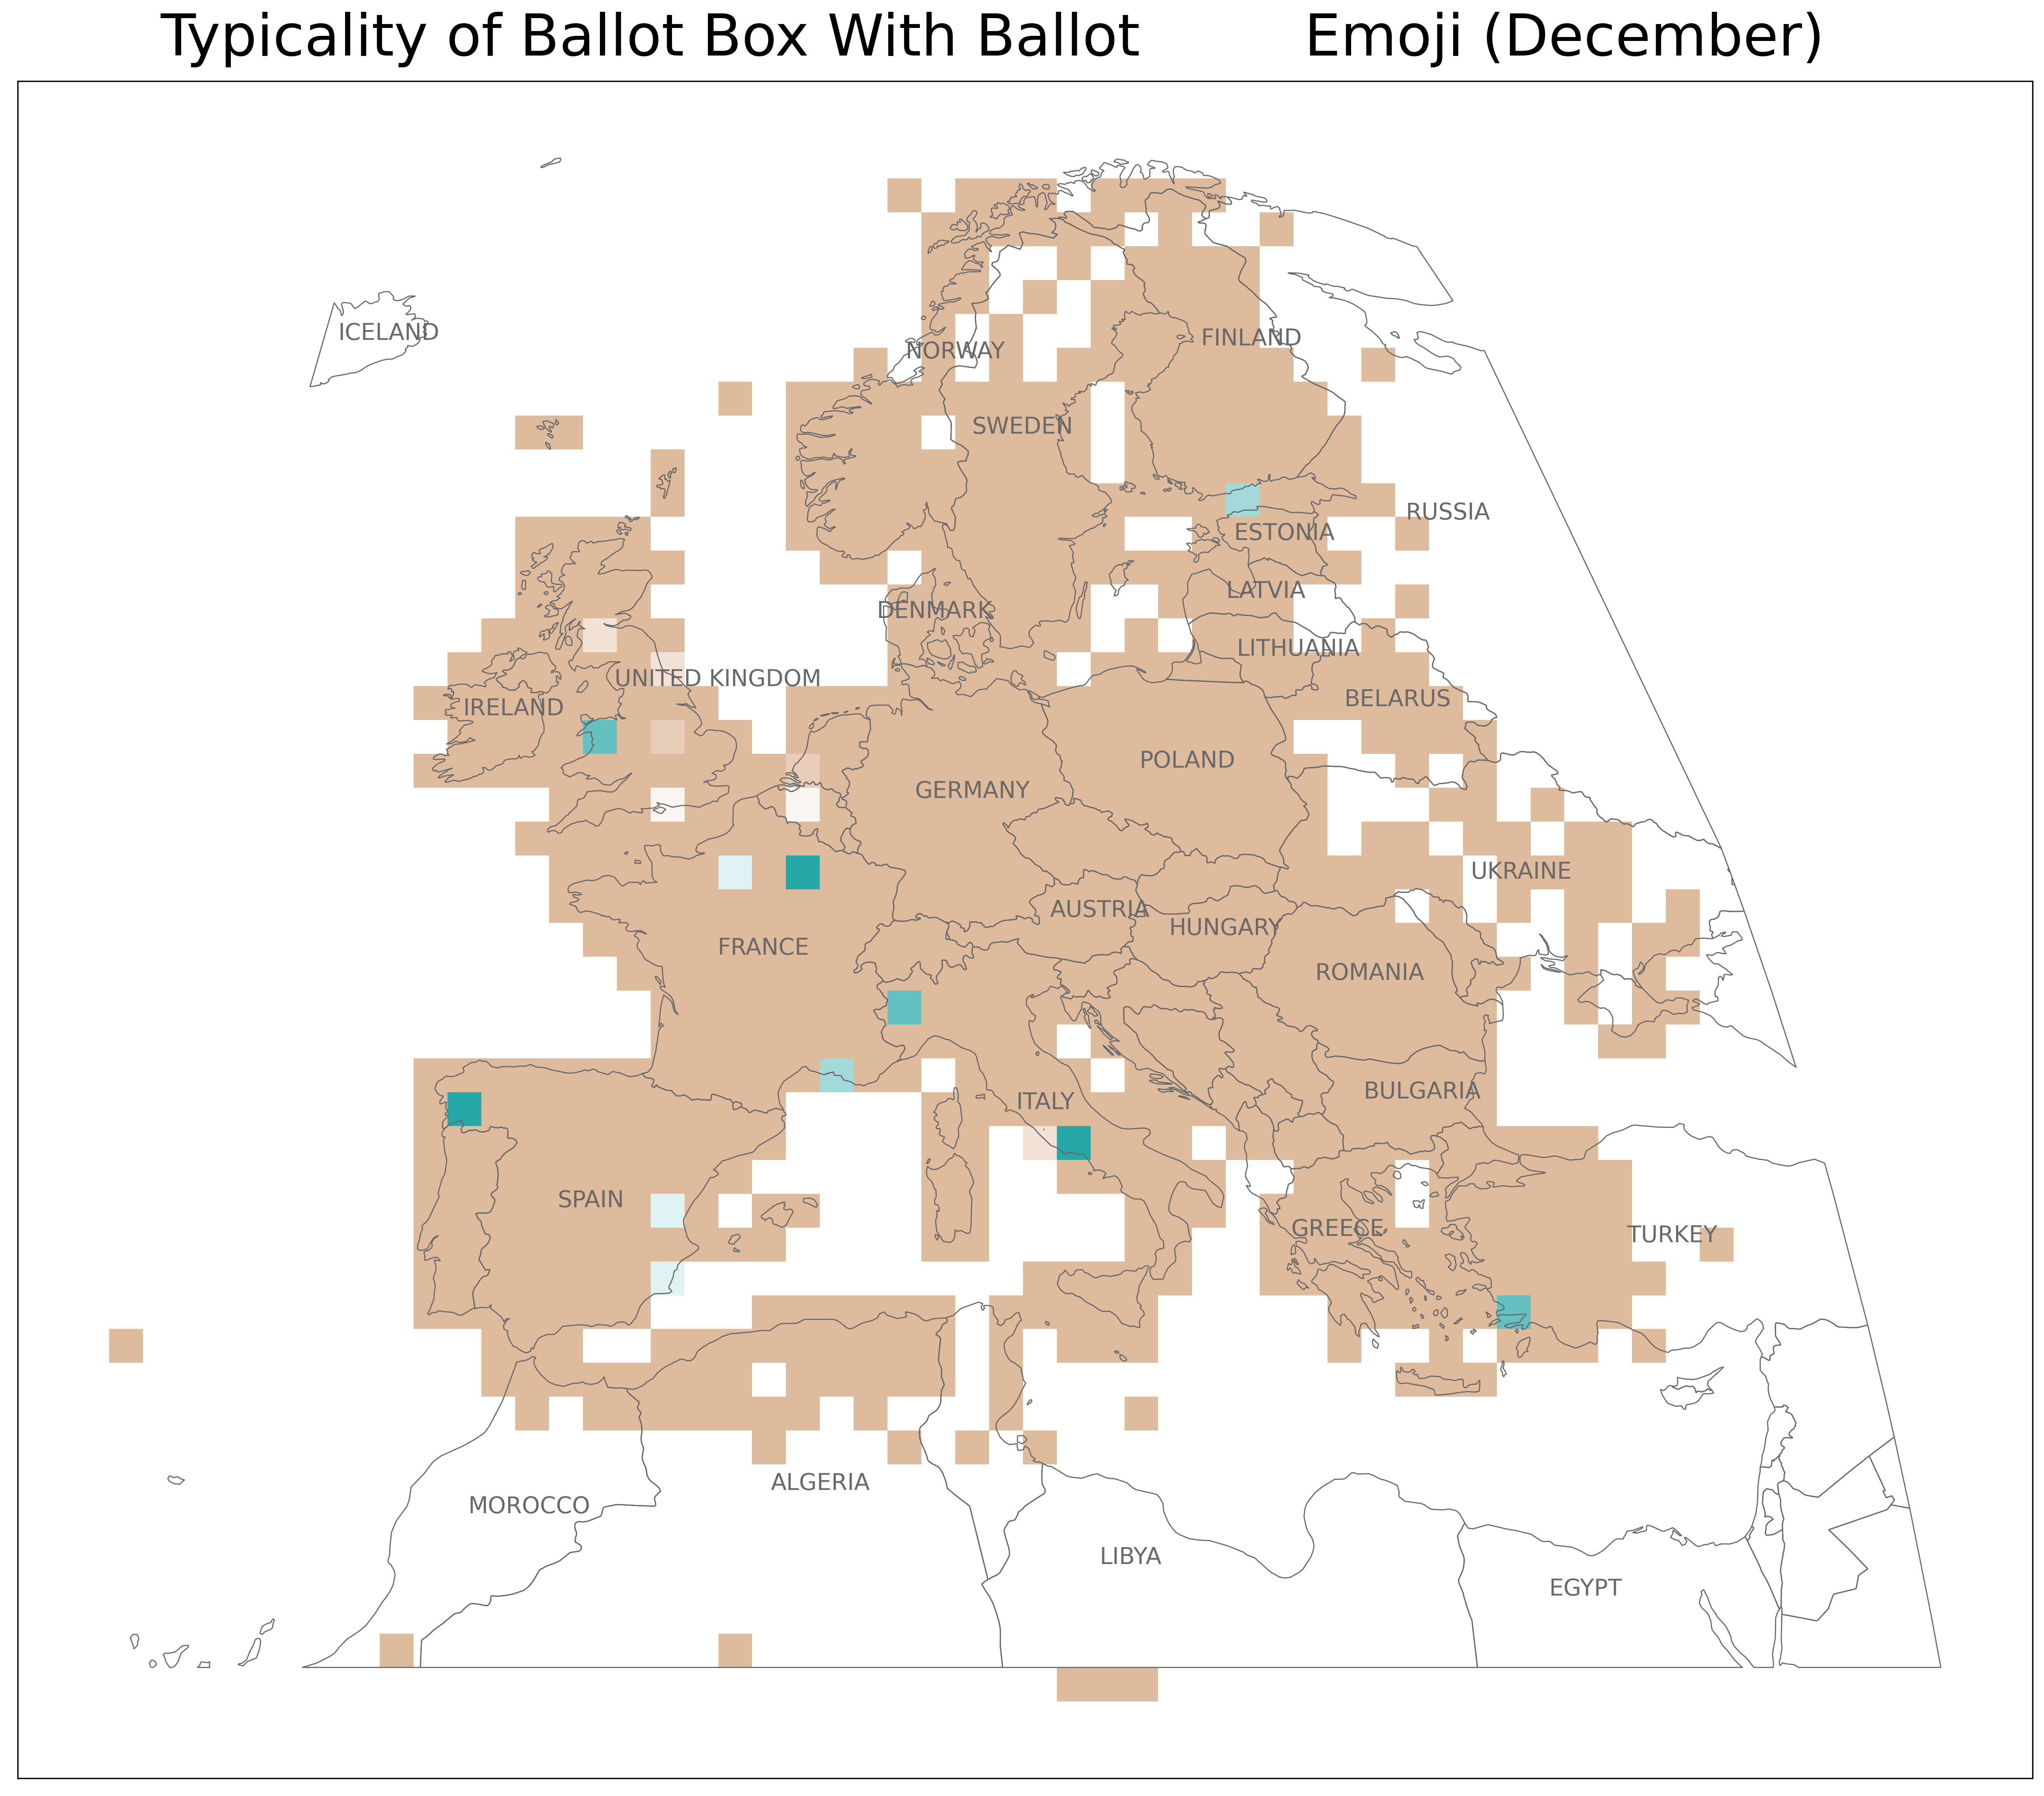 Typicality of Ballot Box With Ballot Emoji (December)
ICELAND
NORWAY
FINLAND
SWEDEN
RUSSIA
ESTONIA
LATVIA
DENMARK
LITHUANIA
UNITED KINGDOM
BELARUS
IRELAND
POLAND
GERMANY
UKRAINE
AUSTRIA
HUNGARY
FRANCE
ROMANIA
BULGARIA
ITALY
SPAIN
GREECE
TURKEY
ALGERIA
MOROCCO
LIBYA
EGYPT